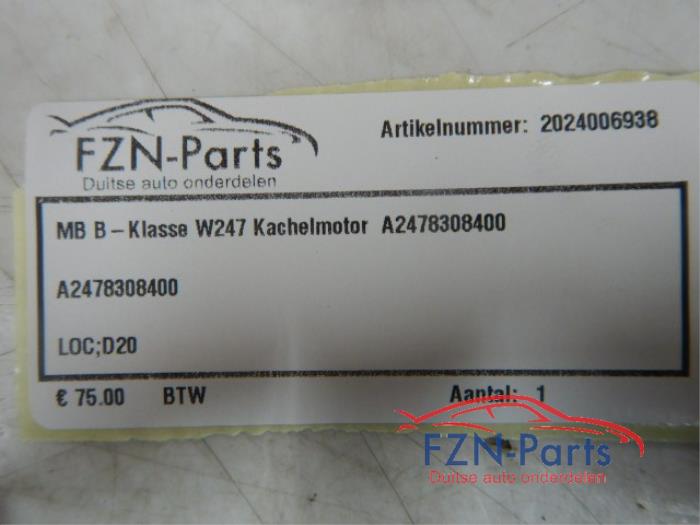 FZN-Parts
Duitse auto onderdelen
Artikelnummer: 2024006938
MB B-Klasse W247 Kachelmotor A2478308400
A2478308400
LOC;D20
€ 75.00 BTW Aantal: 1
FZN-Parts
Duitse auto onderdelen